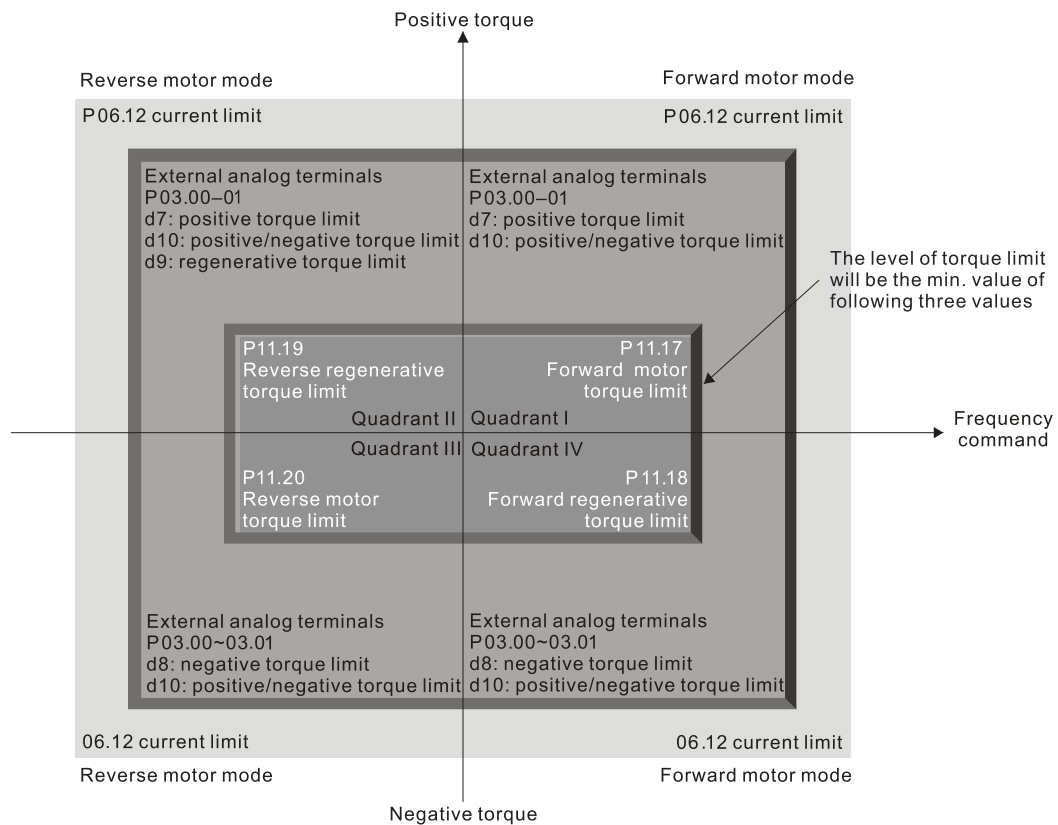 Positive torque
Reverse motor mode
Forward motor mode
P06.12 current limit
P06.12 current limit
External analog terminals
P03.00–01
d7: positive torque limit
d10: positive/negative torque limit
d9: regenerative torque limit
External analog terminals
P03.00–01
d7: positive torque limit
d10: positive/negative torque limit
The level of torque limit
will be the min. value of
following three values
P11.19
Reverse regenerative
torque limit
P11.17
Forward motor
torque limit
Quadrant II
Quadrant I
Frequency
command
Quadrant III
Quadrant IV
P11.20
Reverse motor
torque limit
P11.18
Forward regenerative
torque limit
External analog terminals
P03.00~03.01
d8: negative torque limit
d10: positive/negative torque limit
External analog terminals
P03.00~03.01
d8: negative torque limit
d10: positive/negative torque limit
06.12 current limit
06.12 current limit
Reverse motor mode
Forward motor mode
Negative torque